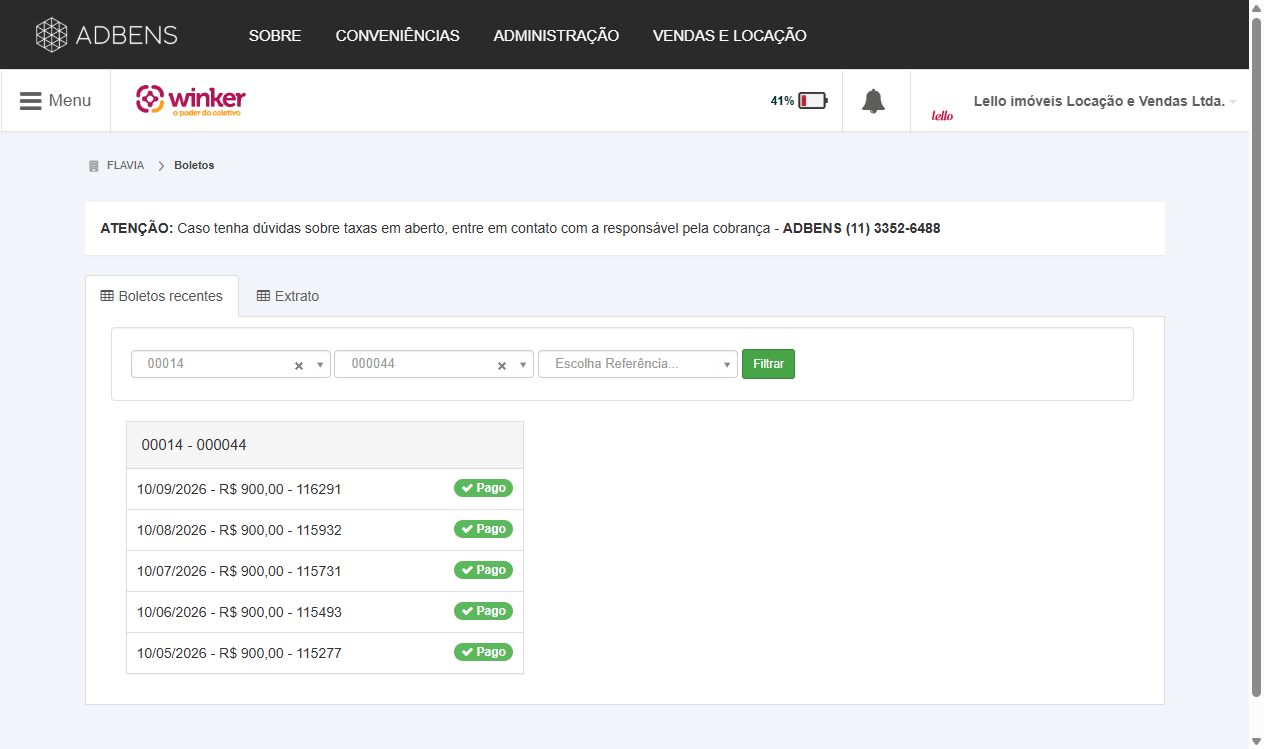 ADBENS
SOBRE CONVENIÊNCIAS ADMINISTRAÇÃO VENDAS E LOCAÇÃO
Menu
winker
o poder do coletivo
41%
lello
Lello imóveis Locação e Vendas Ltda.
FLAVIA > Boletos
ATENÇÃO: Caso tenha dúvidas sobre taxas em aberto, entre em contato com a responsável pela cobrança - ADBENS (11) 3352-6488
Boletos recentes Extrato
00014 × 000044 × Escolha Referência... Filtrar
00014 - 000044
10/09/2026 - R$ 900,00 - 116291 Pago
10/08/2026 - R$ 900,00 - 115932 Pago
10/07/2026 - R$ 900,00 - 115731 Pago
10/06/2026 - R$ 900,00 - 115493 Pago
10/05/2026 - R$ 900,00 - 115277 Pago